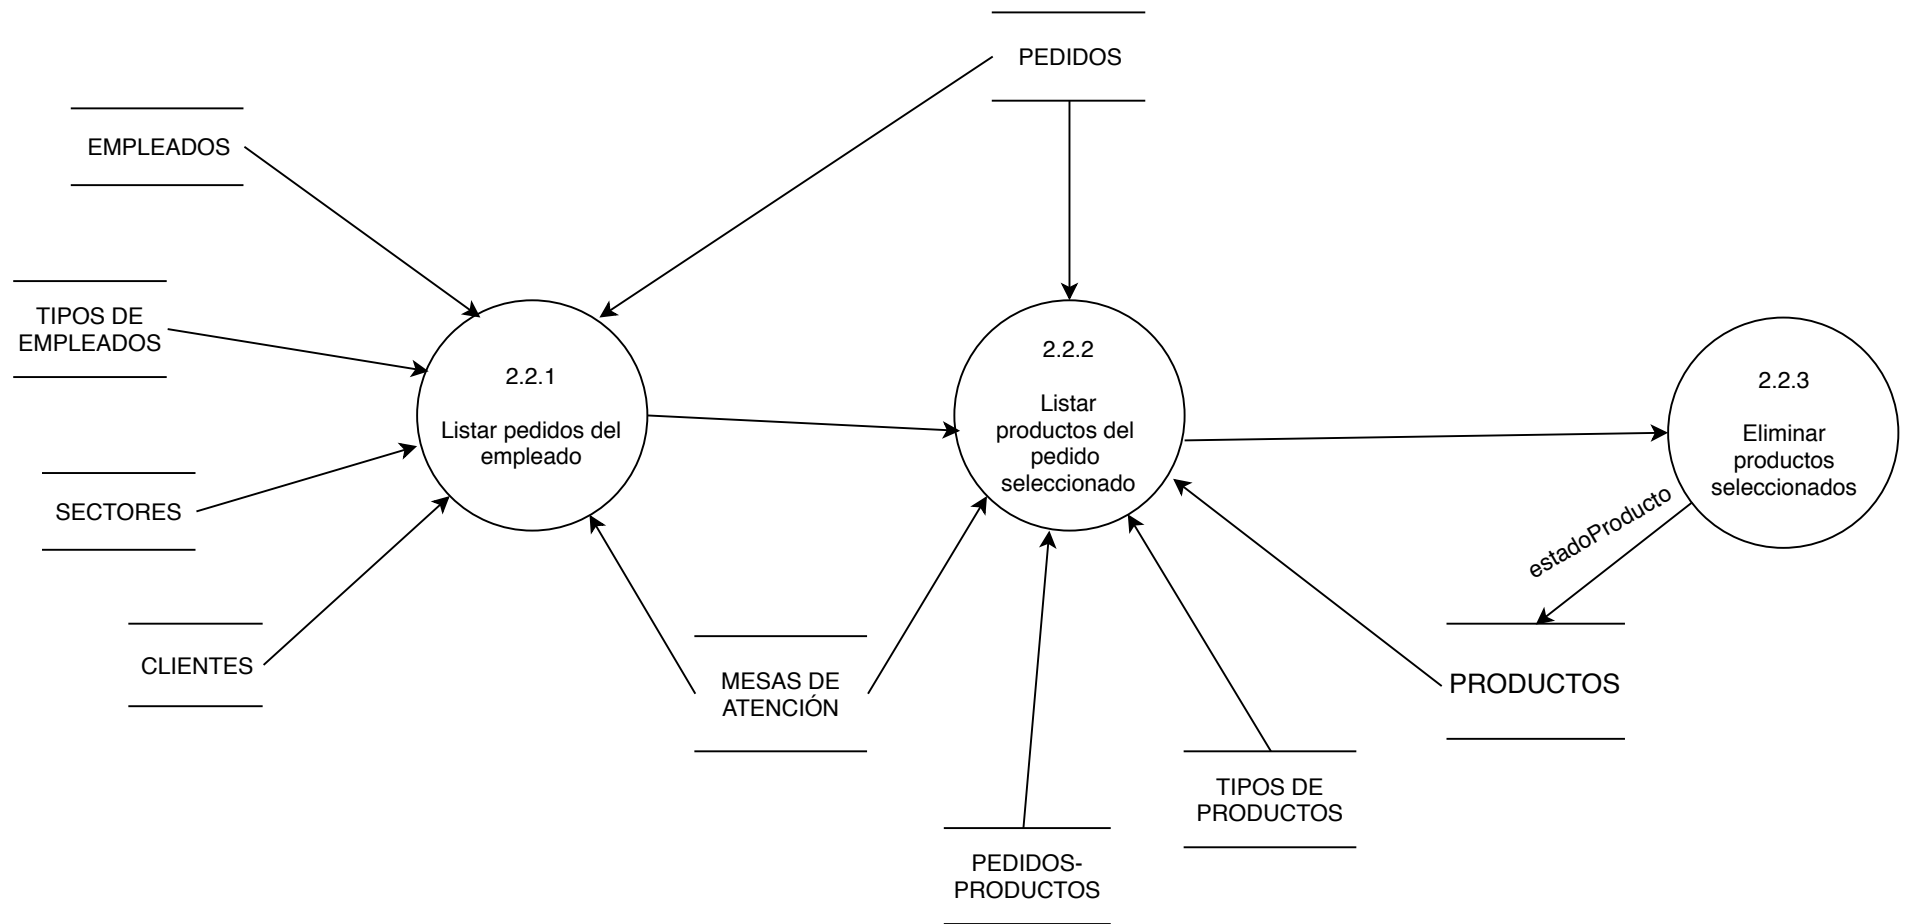 PEDIDOS
EMPLEADOS
TIPOS DE
EMPLEADOS
2.2.1
Listar pedidos del
empleado
2.2.2
Listar
productos del
pedido
seleccionado
2.2.3
Eliminar
productos
seleccionados
SECTORES
estadoProducto
CLIENTES
MESAS DE
ATENCIÓN
PRODUCTOS
TIPOS DE
PRODUCTOS
PEDIDOS-
PRODUCTOS